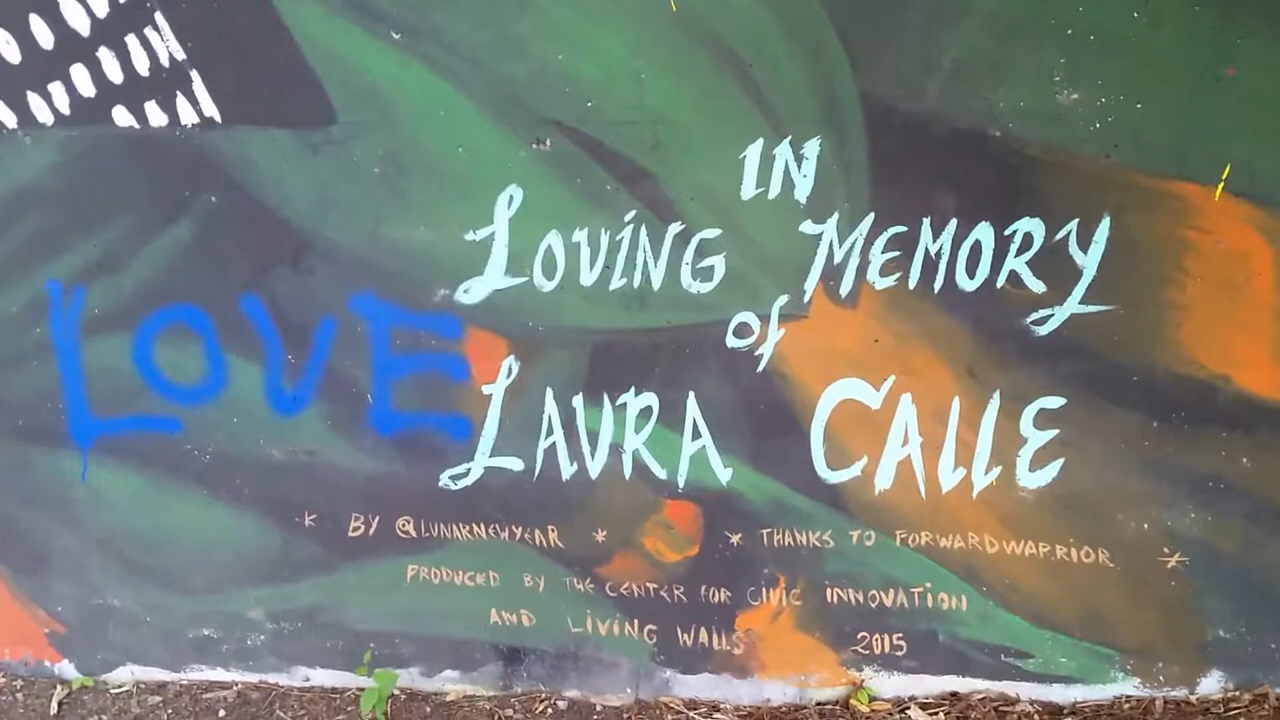 IN
LOVING MEMORY
of
LAURA CALLE
LOVE
* BY @LUNARNEWYEAR * * THANKS TO FORWARDWARRIOR *
PRODUCED BY THE CENTER FOR CIVIC INNOVATION
AND LIVING WALLS 2015